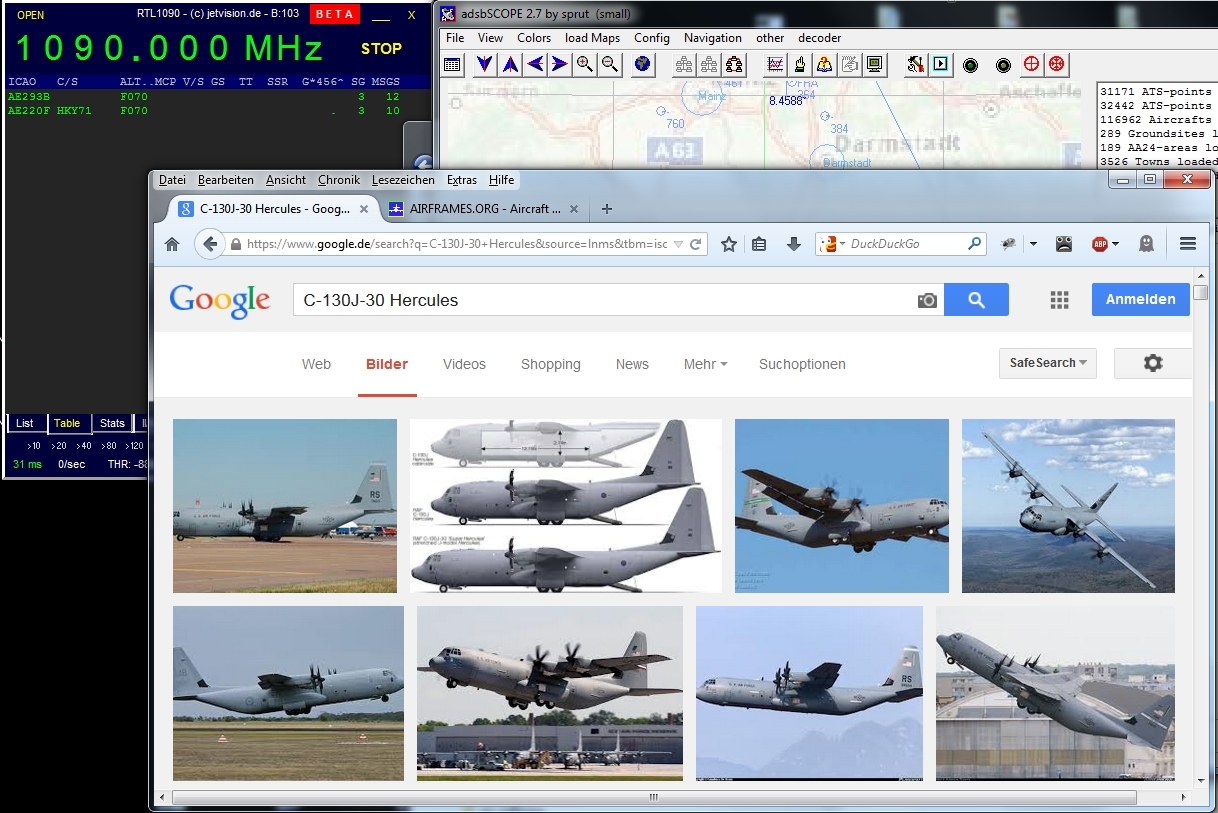 OPEN RTL1090 - (c) jetvision.de - B:103 BETA __ X
1090.000 MHz STOP
ICAO C/S ALT. .MCP V/S GS TT SSR G*456^ SG MSGS
AE293B F070 3 12
AE220F HKY71 F070 . 3 10
List Table Stats
>10 >20 >40 >80 >120
31 ms 0/sec THR: -88
adsbSCOPE 2.7 by sprut (small)
File View Colors load Maps Config Navigation other decoder
Mainz
8.4588°
760
384
A 63
Darmstadt
Darmstadt
31171 ATS-points
32442 ATS-points
116962 Aircrafts
289 Groundsites l
189 AA24-areas lo
3526 Towns loaded
Datei Bearbeiten Ansicht Chronik Lesezeichen Extras Hilfe
C-130J-30 Hercules - Goog... × AIRFRAMES.ORG - Aircraft ... × +
https://www.google.de/search?q=C-130J-30+Hercules&source=lnms&tbm=isc
DuckDuckGo
ABP
Google
C-130J-30 Hercules
Anmelden
Web Bilder Videos Shopping News Mehr Suchoptionen
SafeSearch
RS
RS